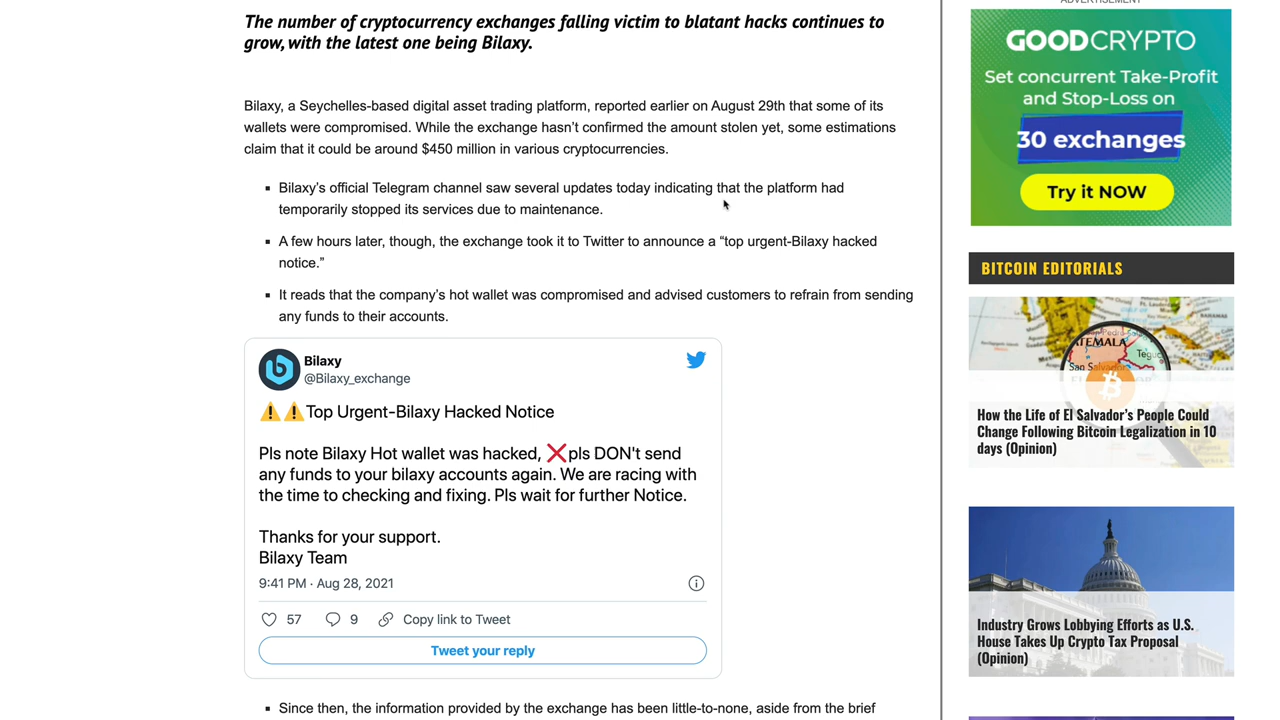 The number of cryptocurrency exchanges falling victim to blatant hacks continues to
grow, with the latest one being Bilaxy.
Bilaxy, a Seychelles-based digital asset trading platform, reported earlier on August 29th that some of its
wallets were compromised. While the exchange hasn’t confirmed the amount stolen yet, some estimations
claim that it could be around $450 million in various cryptocurrencies.
▪ Bilaxy’s official Telegram channel saw several updates today indicating that the platform had
temporarily stopped its services due to maintenance.
▪ A few hours later, though, the exchange took it to Twitter to announce a “top urgent-Bilaxy hacked
notice.”
▪ It reads that the company’s hot wallet was compromised and advised customers to refrain from sending
any funds to their accounts.
Bilaxy
@Bilaxy_exchange
⚠️⚠️Top Urgent-Bilaxy Hacked Notice
Pls note Bilaxy Hot wallet was hacked, ❌pls DON't send
any funds to your bilaxy accounts again. We are racing with
the time to checking and fixing. Pls wait for further Notice.
Thanks for your support.
Bilaxy Team
9:41 PM · Aug 28, 2021
57 9 Copy link to Tweet
Tweet your reply
▪ Since then, the information provided by the exchange has been little-to-none, aside from the brief
ADVERTISEMENT
GOODCRYPTO
Set concurrent Take-Profit
and Stop-Loss on
30 exchanges
Try it NOW
BITCOIN EDITORIALS
San Salvador
How the Life of El Salvador’s People Could
Change Following Bitcoin Legalization in 10
days (Opinion)
Industry Grows Lobbying Efforts as U.S.
House Takes Up Crypto Tax Proposal
(Opinion)